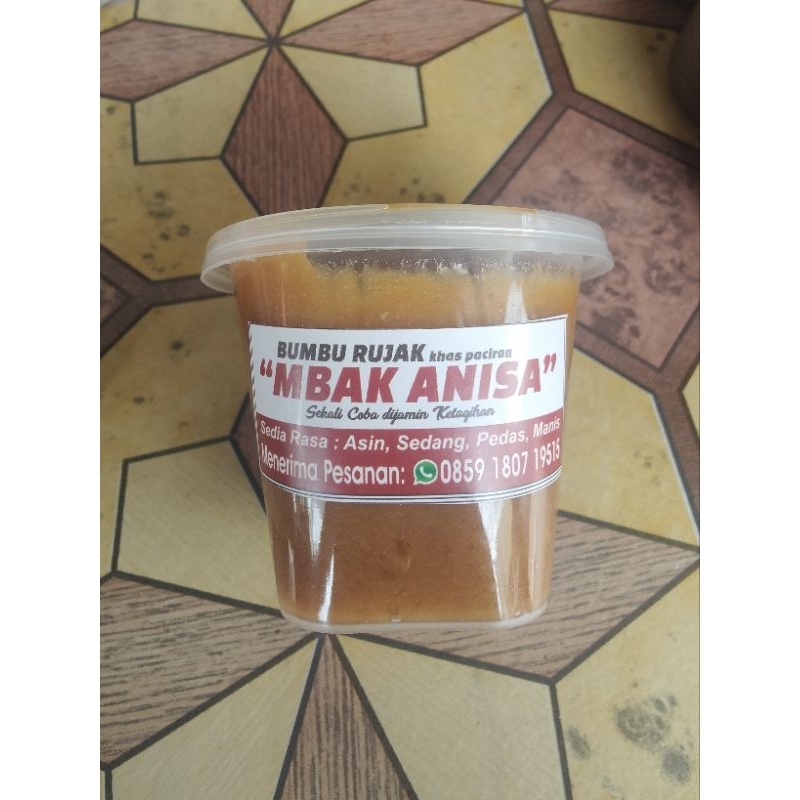 BUMBU RUJAK khas paciran
"MBAK ANISA"
Sekali Coba dijamin Ketagihan
Sedia Rasa : Asin, Sedang, Pedas, Manis
Menerima Pesanan: 0859 1807 19515